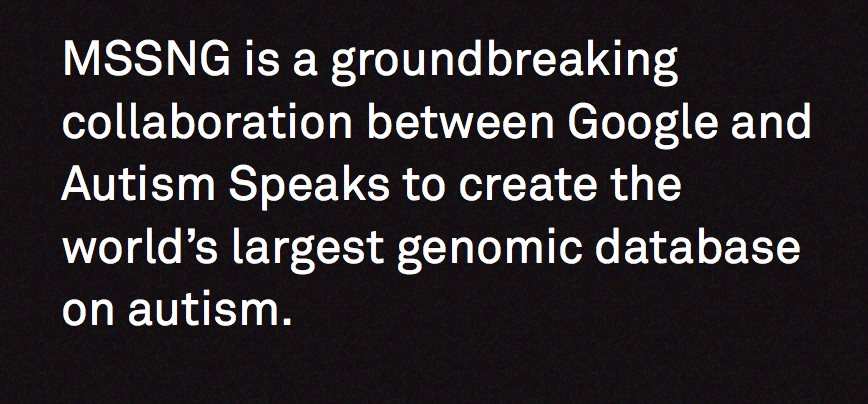 MSSNG is a groundbreaking
collaboration between Google and
Autism Speaks to create the
world’s largest genomic database
on autism.